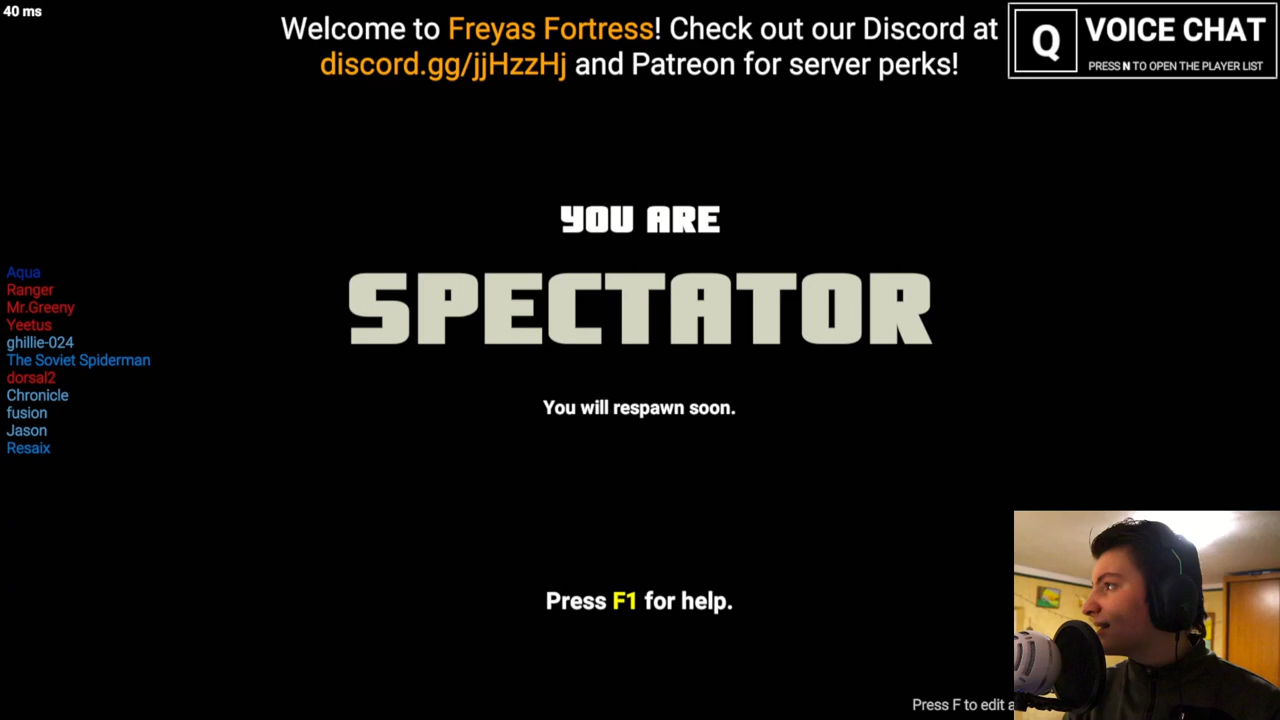 40 ms
Welcome to Freyas Fortress! Check out our Discord at
discord.gg/jjHzzHj and Patreon for server perks!
Q
VOICE CHAT
PRESS N TO OPEN THE PLAYER LIST
YOU ARE
SPECTATOR
You will respawn soon.
Aqua
Ranger
Mr.Greeny
Yeetus
ghillie-024
The Soviet Spiderman
dorsal2
Chronicle
fusion
Jason
Resaix
Press F1 for help.
Press F to edit a